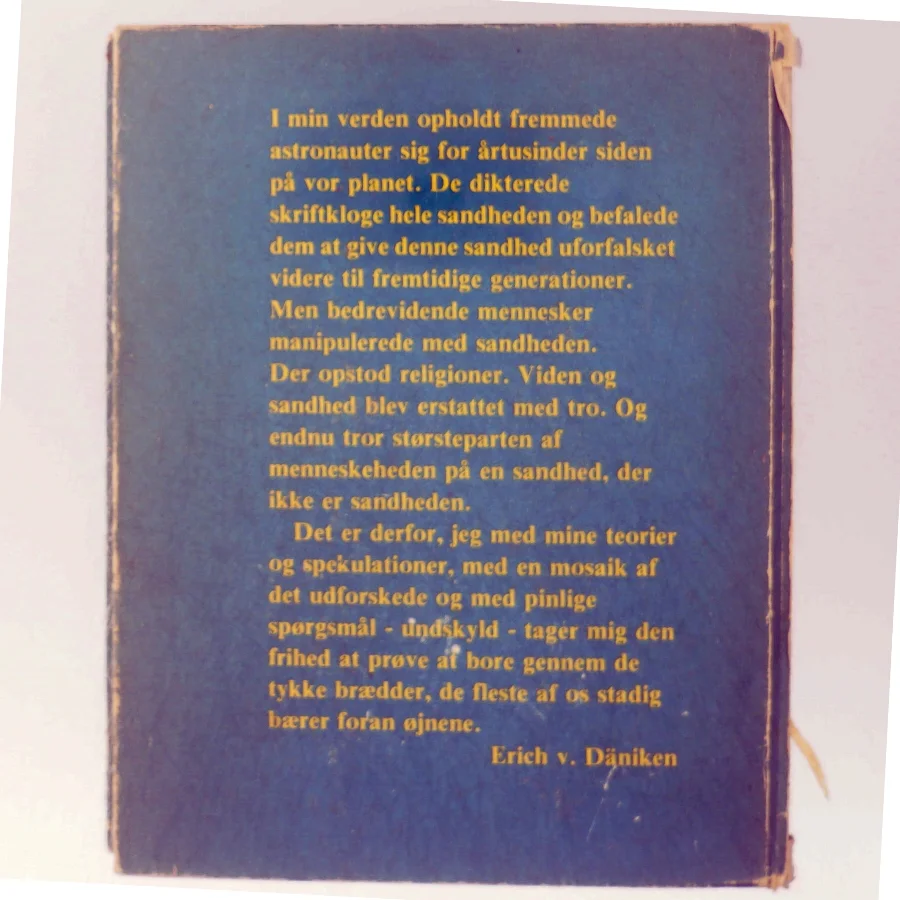 I min verden opholdt fremmede
astronauter sig for årtusinder siden
på vor planet. De dikterede
skriftkloge hele sandheden og befalede
dem at give denne sandhed uforfalsket
videre til fremtidige generationer.
Men bedrevidende mennesker
manipulerede med sandheden.
Der opstod religioner. Viden og
sandhed blev erstattet med tro. Og
endnu tror størsteparten af
menneskeheden på en sandhed, der
ikke er sandheden.
Det er derfor, jeg med mine teorier
og spekulationer, med en mosaik af
det udforskede og med pinlige
spørgsmål - undskyld - tager mig den
frihed at prøve at bore gennem de
tykke brædder, de fleste af os stadig
bærer foran øjnene.
Erich v. Däniken